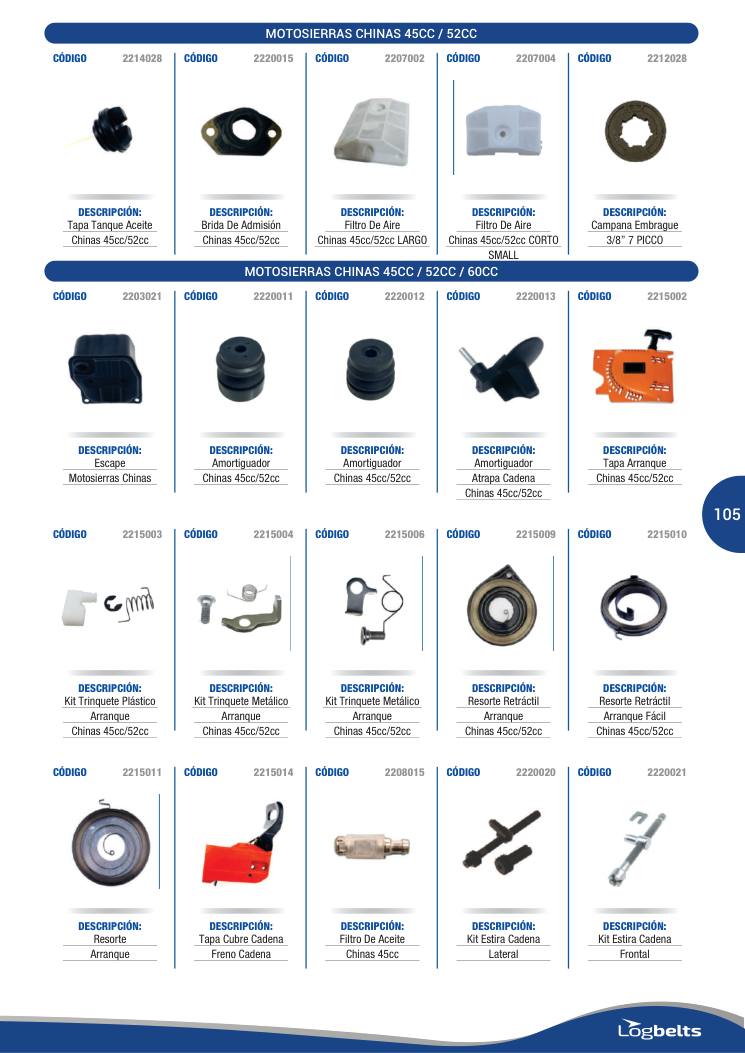 MOTOSIERRAS CHINAS 45CC / 52CC
CÓDIGO 2214028
DESCRIPCIÓN:
Tapa Tanque Aceite
Chinas 45cc/52cc
CÓDIGO 2220015
DESCRIPCIÓN:
Brida De Admisión
Chinas 45cc/52cc
CÓDIGO 2207002
DESCRIPCIÓN:
Filtro De Aire
Chinas 45cc/52cc LARGO
CÓDIGO 2207004
DESCRIPCIÓN:
Filtro De Aire
Chinas 45cc/52cc CORTO
SMALL
CÓDIGO 2212028
DESCRIPCIÓN:
Campana Embrague
3/8” 7 PICCO
MOTOSIERRAS CHINAS 45CC / 52CC / 60CC
CÓDIGO 2203021
DESCRIPCIÓN:
Escape
Motosierras Chinas
CÓDIGO 2220011
DESCRIPCIÓN:
Amortiguador
Chinas 45cc/52cc
CÓDIGO 2220012
DESCRIPCIÓN:
Amortiguador
Chinas 45cc/52cc
CÓDIGO 2220013
DESCRIPCIÓN:
Amortiguador
Atrapa Cadena
Chinas 45cc/52cc
CÓDIGO 2215002
DESCRIPCIÓN:
Tapa Arranque
Chinas 45cc/52cc
105
CÓDIGO 2215003
DESCRIPCIÓN:
Kit Trinquete Plástico
Arranque
Chinas 45cc/52cc
CÓDIGO 2215004
DESCRIPCIÓN:
Kit Trinquete Metálico
Arranque
Chinas 45cc/52cc
CÓDIGO 2215006
DESCRIPCIÓN:
Kit Trinquete Metálico
Arranque
Chinas 45cc/52cc
CÓDIGO 2215009
DESCRIPCIÓN:
Resorte Retráctil
Arranque
Chinas 45cc/52cc
CÓDIGO 2215010
DESCRIPCIÓN:
Resorte Retráctil
Arranque Fácil
Chinas 45cc/52cc
CÓDIGO 2215011
DESCRIPCIÓN:
Resorte
Arranque
CÓDIGO 2215014
DESCRIPCIÓN:
Tapa Cubre Cadena
Freno Cadena
CÓDIGO 2208015
DESCRIPCIÓN:
Filtro De Aceite
Chinas 45cc
CÓDIGO 2220020
DESCRIPCIÓN:
Kit Estira Cadena
Lateral
CÓDIGO 2220021
DESCRIPCIÓN:
Kit Estira Cadena
Frontal
Logbelts